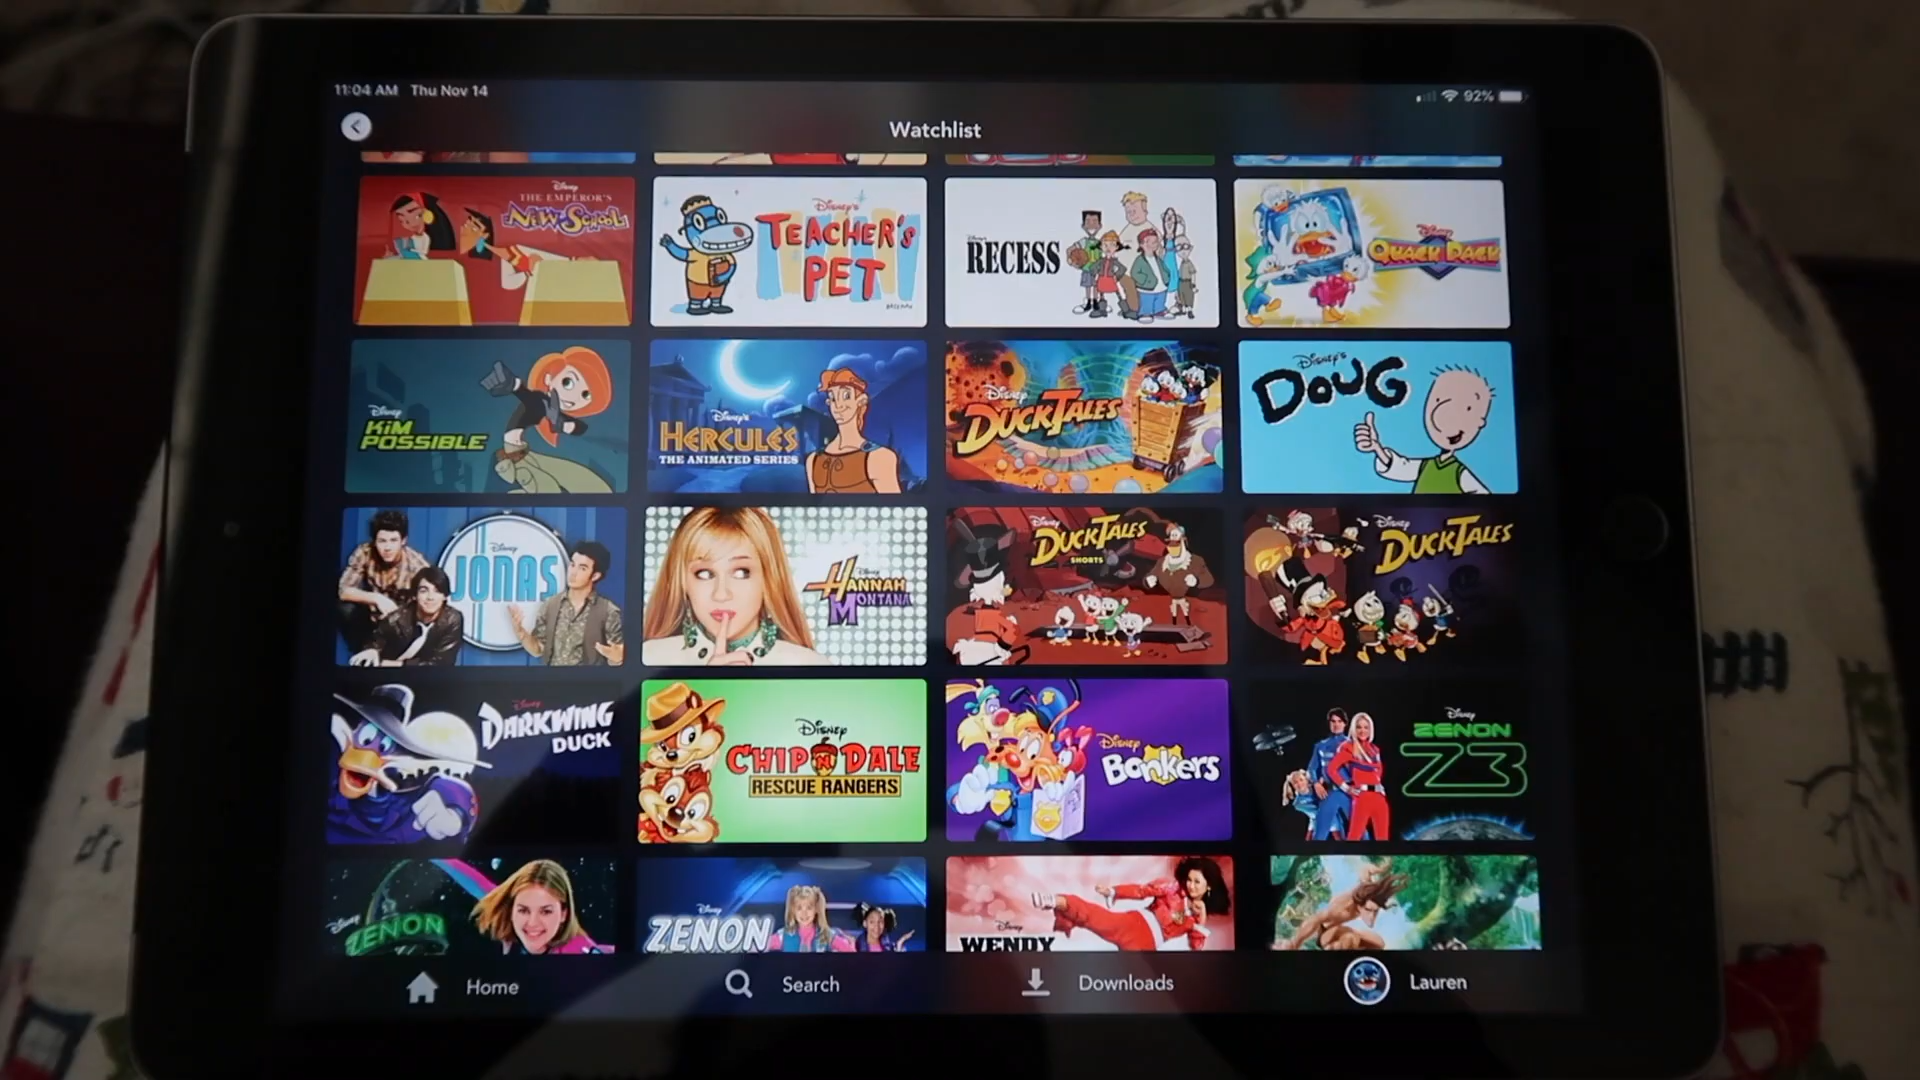 11:04 AM Thu Nov 14
92%
Watchlist
Disney
THE EMPEROR'S
NEW SCHOOL
Disney's
TEACHER'S
PET
RECESS
Disney
QUACK PACK
Disney
KIM
POSSIBLE
Disney's
HERCULES
THE ANIMATED SERIES
Disney
DUCKTALES
Disney's
DOUG
Disney
JONAS
Disney
HANNAH
MONTANA
Disney
DUCKTALES
SHORTS
Disney
DUCKTALES
Disney
DARKWING
DUCK
Disney
CHIP 'N' DALE
RESCUE RANGERS
Disney
Bonkers
Disney
ZENON
Z3
Disney
ZENON
Disney
ZENON
Disney
WENDY
Home
Search
Downloads
Lauren